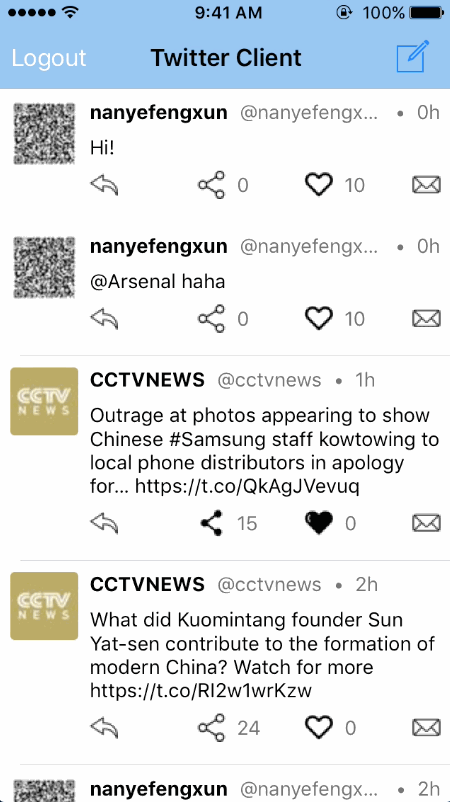 9:41 AM 100%
Logout Twitter Client
nanyefengxun @nanyefengx... • 0h
Hi!
0 10
nanyefengxun @nanyefengx... • 0h
@Arsenal haha
0 10
CCTV
NEWS
CCTVNEWS @cctvnews • 1h
Outrage at photos appearing to show
Chinese #Samsung staff kowtowing to
local phone distributors in apology
for... https://t.co/QkAgJVevuq
15 0
CCTV
NEWS
CCTVNEWS @cctvnews • 2h
What did Kuomintang founder Sun
Yat-sen contribute to the formation of
modern China? Watch for more
https://t.co/RI2w1wrKzw
24 0
nanyefengxun @nanyefengx... • 2h